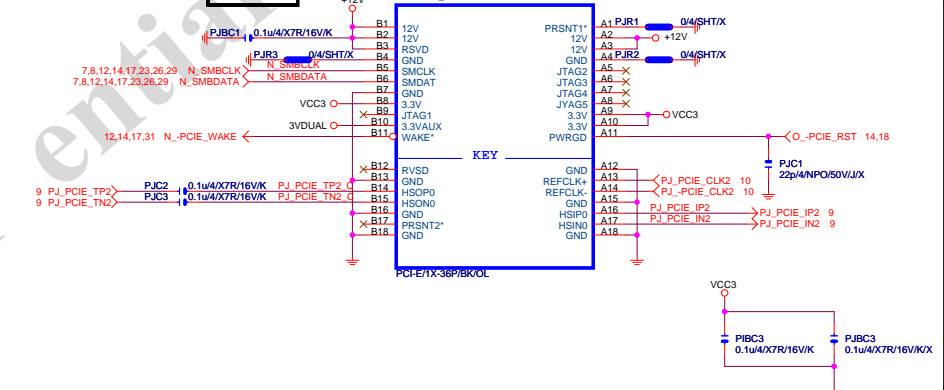 ential
+12V
PJBC1 0.1u/4/X7R/16V/K
PJR3 0/4/SHT/X
7,8,12,14,17,23,26,29 N_SMBCLK N_SMBCLK
7,8,12,14,17,23,26,29 N_SMBDATA
VCC3
3VDUAL
12,14,17,31 N_-PCIE_WAKE
9 PJ_PCIE_TP2 PJC2 0.1u/4/X7R/16V/K PJ_PCIE_TP2_C
9 PJ_PCIE_TN2 PJC3 0.1u/4/X7R/16V/K PJ_PCIE_TN2_C
B1 12V
B2 12V
B3 RSVD
B4 GND
B5 SMCLK
B6 SMDAT
B7 GND
B8 3.3V
B9 JTAG1
B10 3.3VAUX
B11 WAKE*
KEY
B12 RVSD
B13 GND
B14 HSOP0
B15 HSON0
B16 GND
B17 PRSNT2*
B18 GND
PRSNT1* A1
12V A2
12V A3
GND A4
JTAG2 A5
JTAG3 A6
JTAG4 A7
JYAG5 A8
3.3V A9
3.3V A10
PWRGD A11
GND A12
REFCLK+ A13
REFCLK- A14
GND A15
HSIP0 A16
HSIN0 A17
GND A18
PJR1 0/4/SHT/X
+12V
PJR2 0/4/SHT/X
VCC3
O_-PCIE_RST 14,18
PJC1
22p/4/NPO/50V/J/X
PJ_PCIE_CLK2 10
PJ_-PCIE_CLK2 10
PJ_PCIE_IP2 PJ_PCIE_IP2 9
PJ_PCIE_IN2 PJ_PCIE_IN2 9
PCI-E/1X-36P/BK/OL
VCC3
PIBC3
0.1u/4/X7R/16V/K
PJBC3
0.1u/4/X7R/16V/K/X